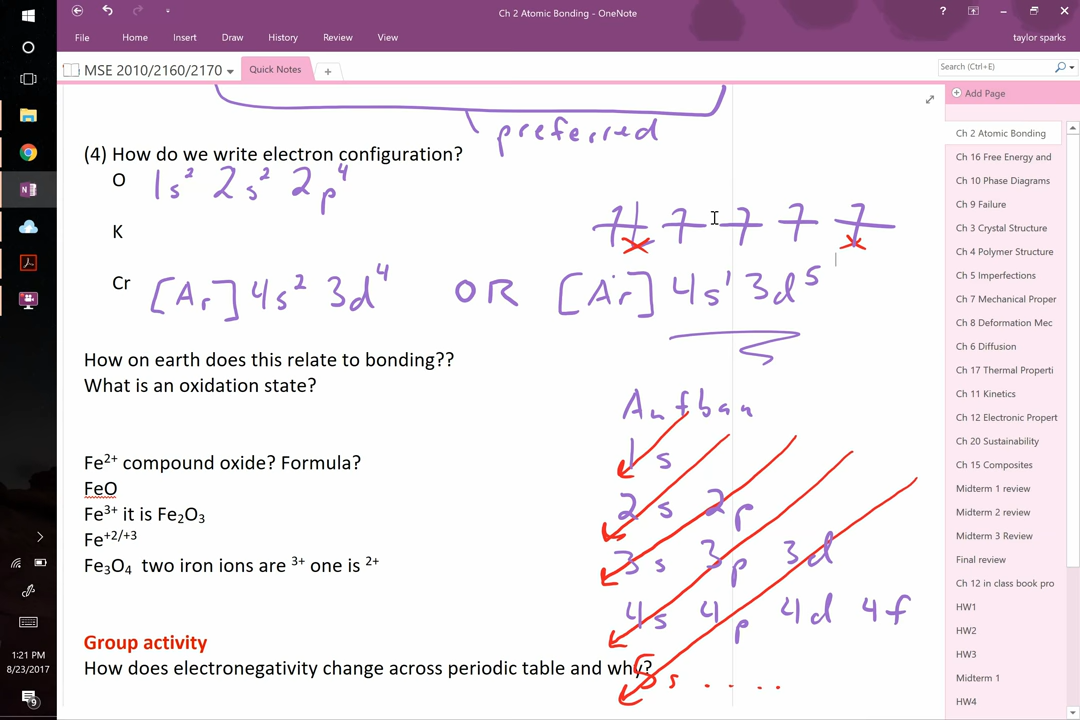 Ch 2 Atomic Bonding - OneNote
?
File Home Insert Draw History Review View
taylor sparks
MSE 2010/2160/2170
Quick Notes
+
Search (Ctrl+E)
preferred
(4) How do we write electron configuration?
O 1s² 2s² 2p⁴
K
Cr [Ar] 4s² 3d⁴ OR [Ar] 4s¹ 3d⁵
How on earth does this relate to bonding??
What is an oxidation state?
Aufbau
1s
2s 2p
3s 3p 3d
4s 4p 4d 4f
5s . . . . .
Fe²⁺ compound oxide? Formula?
FeO
Fe³⁺ it is Fe₂O₃
Fe⁺²/⁺³
Fe₃O₄ two iron ions are ³⁺ one is ²⁺
Group activity
How does electronegativity change across periodic table and why?
Add Page
Ch 2 Atomic Bonding
Ch 16 Free Energy and
Ch 10 Phase Diagrams
Ch 9 Failure
Ch 3 Crystal Structure
Ch 4 Polymer Structure
Ch 5 Imperfections
Ch 7 Mechanical Proper
Ch 8 Deformation Mec
Ch 6 Diffusion
Ch 17 Thermal Properti
Ch 11 Kinetics
Ch 12 Electronic Propert
Ch 20 Sustainability
Ch 15 Composites
Midterm 1 review
Midterm 2 review
Midterm 3 Review
Final review
Ch 12 in class book pro
HW1
HW2
HW3
Midterm 1
HW4
1:21 PM
8/23/2017
9